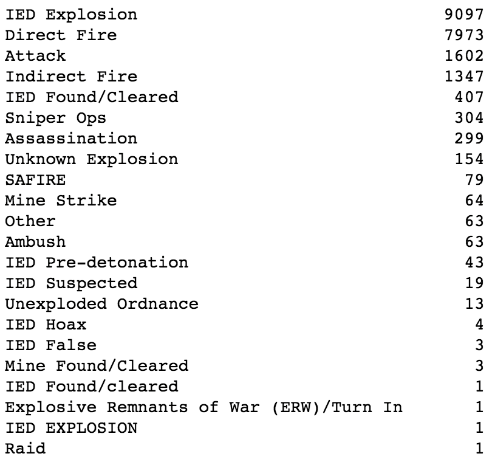 IED Explosion 9097
Direct Fire 7973
Attack 1602
Indirect Fire 1347
IED Found/Cleared 407
Sniper Ops 304
Assassination 299
Unknown Explosion 154
SAFIRE 79
Mine Strike 64
Other 63
Ambush 63
IED Pre-detonation 43
IED Suspected 19
Unexploded Ordnance 13
IED Hoax 4
IED False 3
Mine Found/Cleared 3
IED Found/cleared 1
Explosive Remnants of War (ERW)/Turn In 1
IED EXPLOSION 1
Raid 1